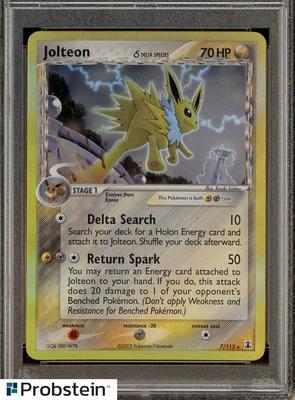 Jolteon δ DELTA SPECIES 70 HP
STAGE 1
Evolves from
Eevee
This Pokémon is both type.
Delta Search 10
Search your deck for a Holon Energy card and
attach it to Jolteon. Shuffle your deck afterward.
Return Spark 50
You may return an Energy card attached to
Jolteon to your hand. If you do, this attack
does 20 damage to 1 of your opponent's
Benched Pokémon. (Don't apply Weakness and
Resistance for Benched Pokémon.)
weakness resistance -30 retreat cost
©2005 Pokémon/Nintendo 7/113 ★
Probstein